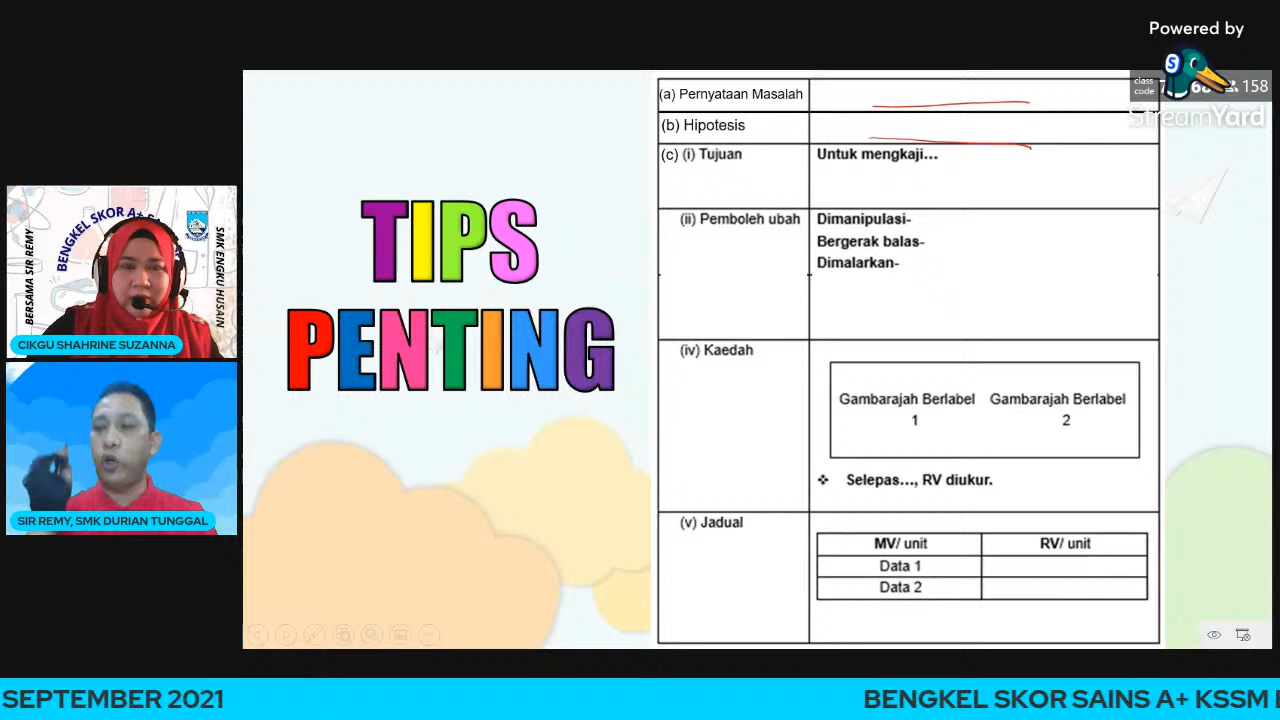 Powered by
class
code
158
StreamYard
BENGKEL SKOR A+
BERSAMA SIR REMY
SMK ENGKU HUSAIN
CIKGU SHAHRINE SUZANNA
SIR REMY, SMK DURIAN TUNGGAL
TIPS
PENTING
(a) Pernyataan Masalah
(b) Hipotesis
(c) (i) Tujuan
Untuk mengkaji...
(ii) Pemboleh ubah
Dimanipulasi-
Bergerak balas-
Dimalarkan-
(iv) Kaedah
Gambarajah Berlabel
1
Gambarajah Berlabel
2
❖ Selepas..., RV diukur.
(v) Jadual
MV/ unit
RV/ unit
Data 1
Data 2
SEPTEMBER 2021
BENGKEL SKOR SAINS A+ KSSM